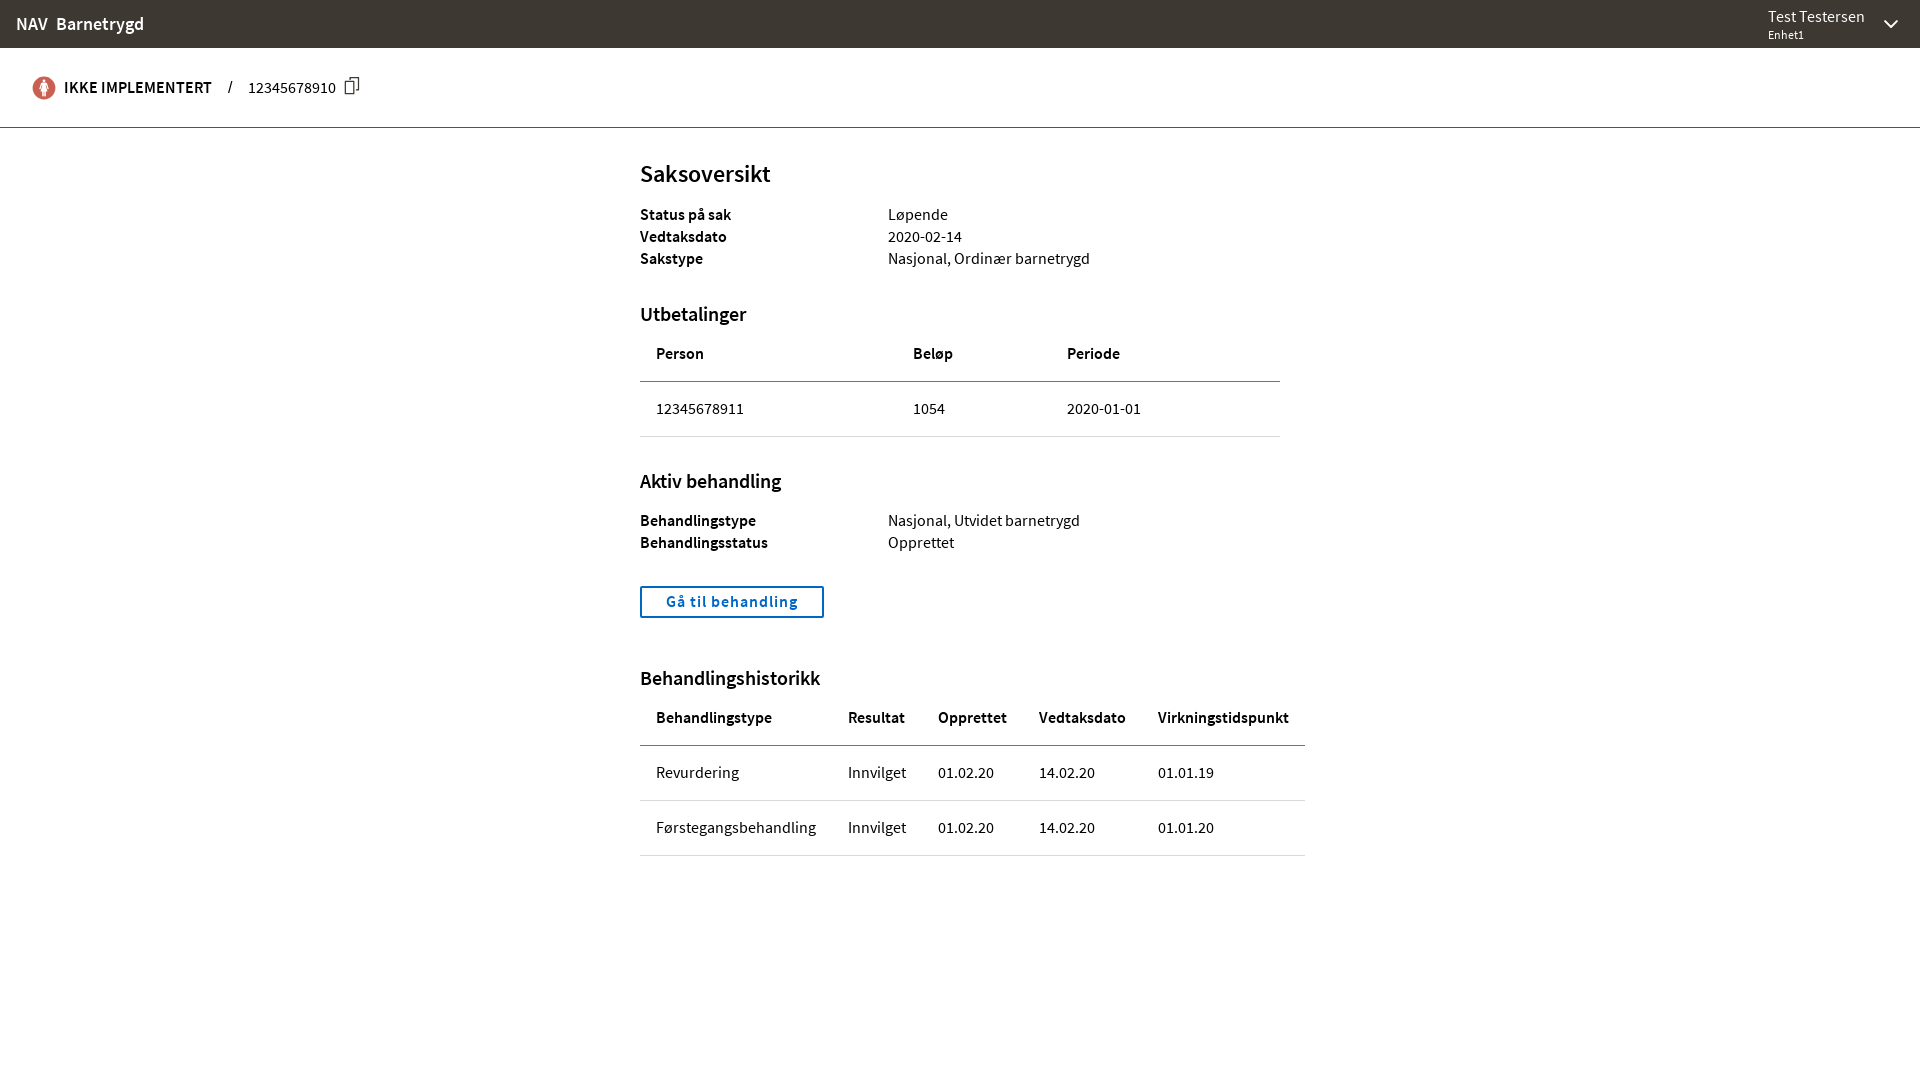 NAV Barnetrygd
Test Testersen
Enhet1
IKKE IMPLEMENTERT / 12345678910
Saksoversikt
Status på sak Løpende
Vedtaksdato 2020-02-14
Sakstype Nasjonal, Ordinær barnetrygd
Utbetalinger
Person Beløp Periode
12345678911 1054 2020-01-01
Aktiv behandling
Behandlingstype Nasjonal, Utvidet barnetrygd
Behandlingsstatus Opprettet
Gå til behandling
Behandlingshistorikk
Behandlingstype Resultat Opprettet Vedtaksdato Virkningstidspunkt
Revurdering Innvilget 01.02.20 14.02.20 01.01.19
Førstegangsbehandling Innvilget 01.02.20 14.02.20 01.01.20